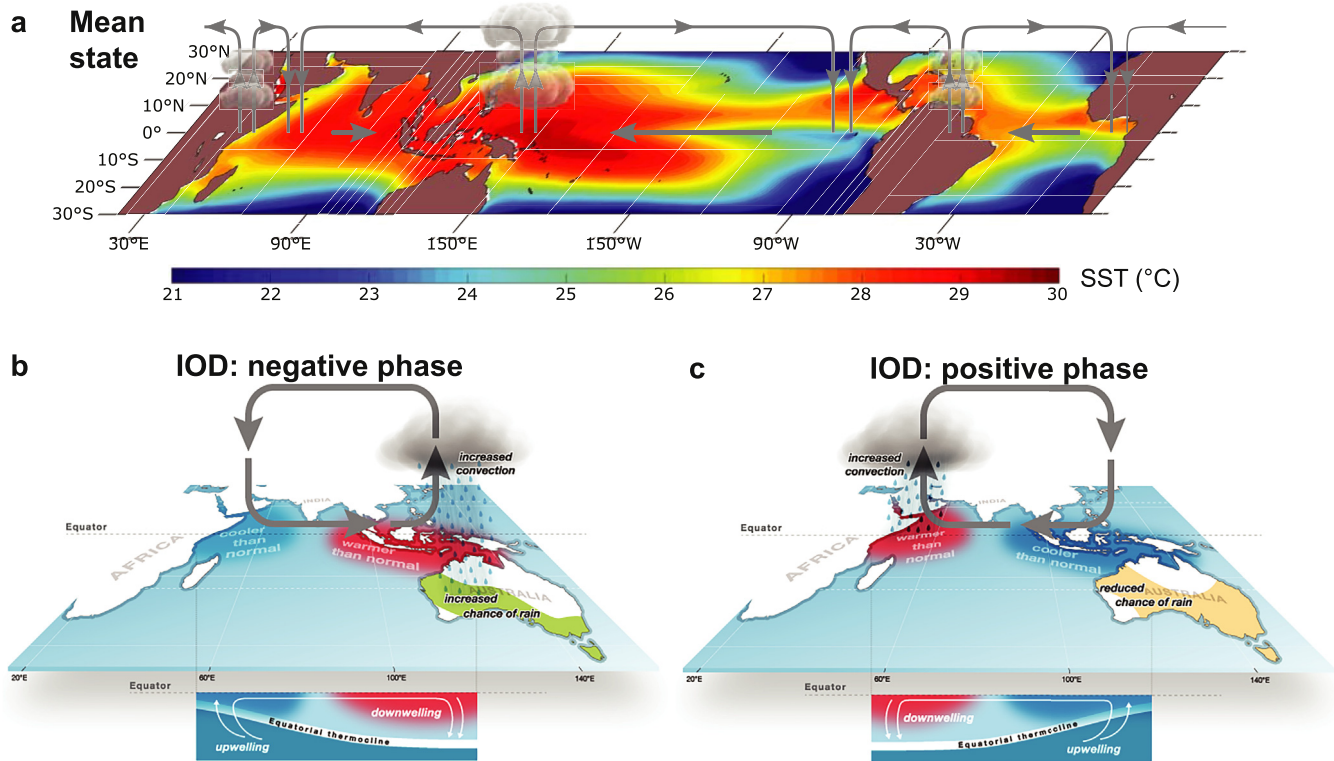 a Mean
state
30°N
20°N
10°N
0°
10°S
20°S
30°S
30°E 90°E 150°E 150°W 90°W 30°W
21 22 23 24 25 26 27 28 29 30 SST (°C)
b IOD: negative phase
increased
convection
INDIA
Equator
AFRICA
cooler
than
normal
warmer
than normal
AUSTRALIA
increased
chance of rain
20°E 60°E 100°E 140°E
Equator
downwelling
Equatorial thermocline
upwelling
c IOD: positive phase
increased
convection
INDIA
Equator
AFRICA
warmer
than
normal
cooler
than normal
AUSTRALIA
reduced
chance of rain
20°E 60°E 100°E 140°E
Equator
downwelling
Equatorial thermocline
upwelling